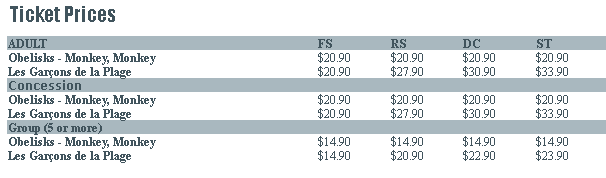 Ticket Prices
ADULT FS RS DC ST
Obelisks - Monkey, Monkey $20.90 $20.90 $20.90 $20.90
Les Garçons de la Plage $20.90 $27.90 $30.90 $33.90
Concession
Obelisks - Monkey, Monkey $20.90 $20.90 $20.90 $20.90
Les Garçons de la Plage $20.90 $27.90 $30.90 $33.90
Group (5 or more)
Obelisks - Monkey, Monkey $14.90 $14.90 $14.90 $14.90
Les Garçons de la Plage $14.90 $20.90 $22.90 $23.90